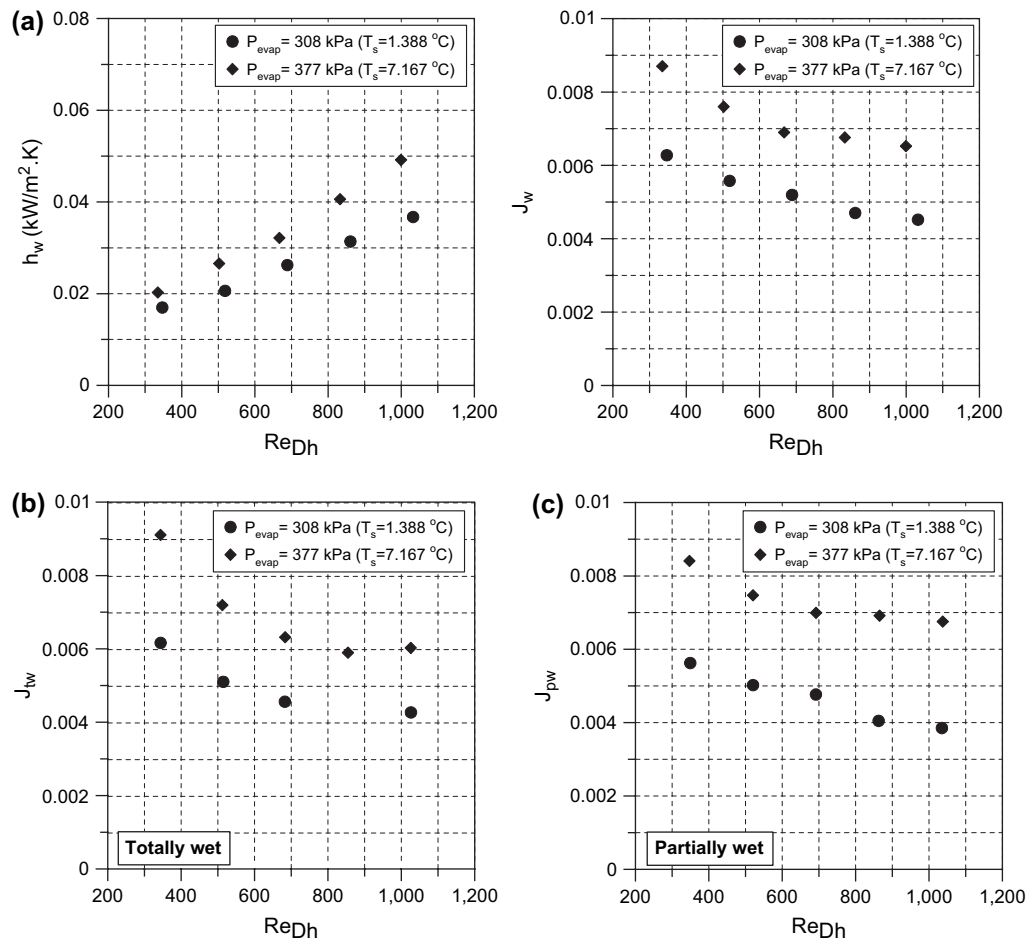 (a)
0.08
0.06
0.04
0.02
0
h_w (kW/m².K)
P_evap= 308 kPa (T_s=1.388 °C)
P_evap= 377 kPa (T_s=7.167 °C)
200 400 600 800 1,000 1,200
Re_Dh
0.01
0.008
0.006
0.004
0.002
0
J_w
P_evap= 308 kPa (T_s=1.388 °C)
P_evap= 377 kPa (T_s=7.167 °C)
200 400 600 800 1,000 1,200
Re_Dh
(b)
0.01
0.008
0.006
0.004
0.002
0
J_tw
P_evap= 308 kPa (T_s=1.388 °C)
P_evap= 377 kPa (T_s=7.167 °C)
Totally wet
200 400 600 800 1,000 1,200
Re_Dh
(c)
0.01
0.008
0.006
0.004
0.002
0
J_pw
P_evap= 308 kPa (T_s=1.388 °C)
P_evap= 377 kPa (T_s=7.167 °C)
Partially wet
200 400 600 800 1,000 1,200
Re_Dh